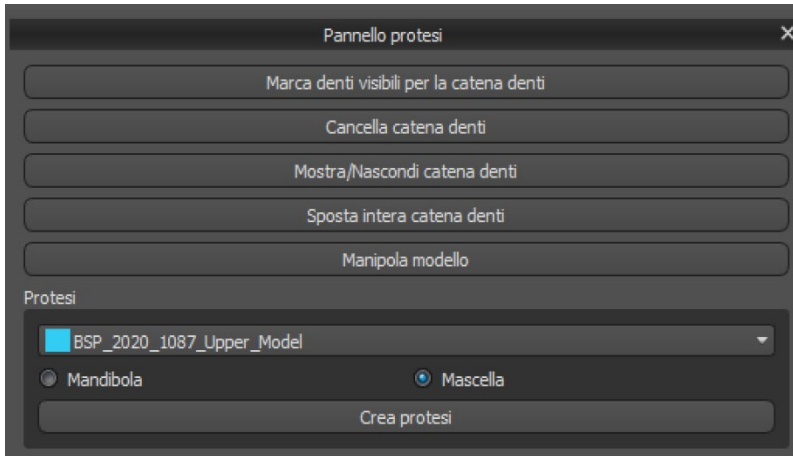 Pannello protesi
Marca denti visibili per la catena denti
Cancella catena denti
Mostra/Nascondi catena denti
Sposta intera catena denti
Manipola modello
Protesi
BSP_2020_1087_Upper_Model
Mandibola Mascella
Crea protesi